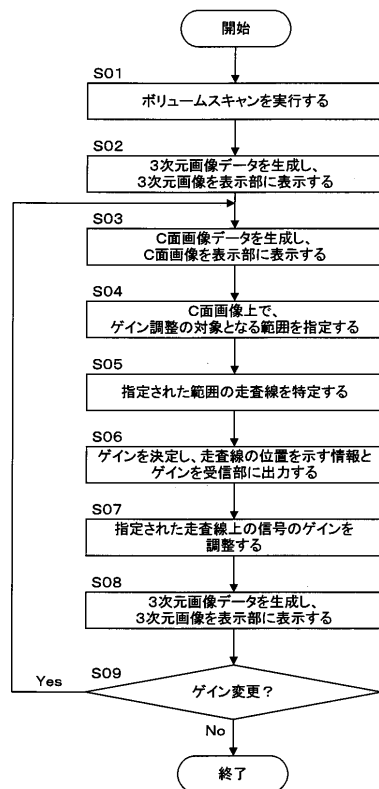 開始
S01
ボリュームスキャンを実行する
S02
3次元画像データを生成し、
3次元画像を表示部に表示する
S03
C面画像データを生成し、
C面画像を表示部に表示する
S04
C面画像上で、
ゲイン調整の対象となる範囲を指定する
S05
指定された範囲の走査線を特定する
S06
ゲインを決定し、走査線の位置を示す情報と
ゲインを受信部に出力する
S07
指定された走査線上の信号のゲインを
調整する
S08
3次元画像データを生成し、
3次元画像を表示部に表示する
S09
Yes
ゲイン変更?
No
終了